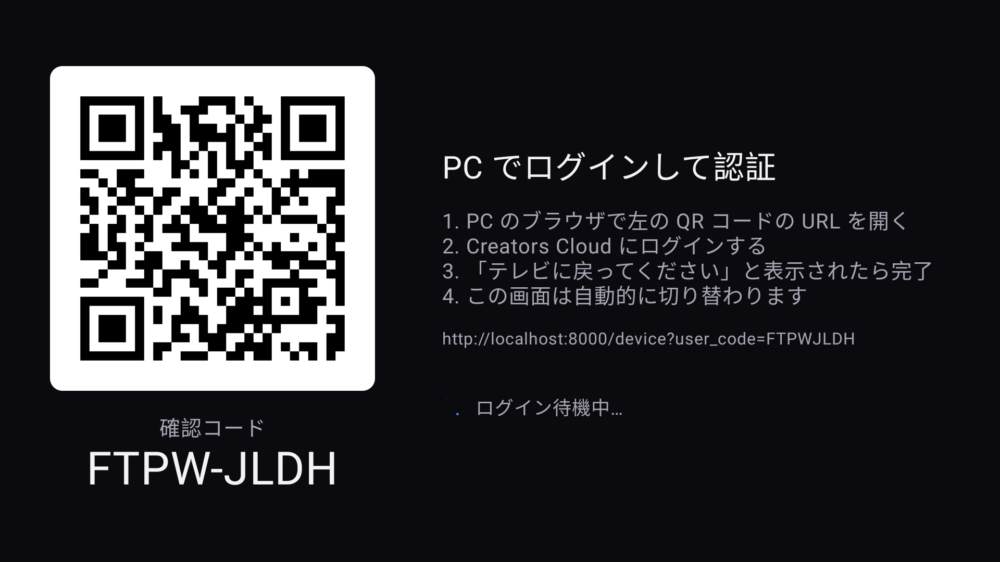 確認コード
FTPW-JLDH
PC でログインして認証
1. PC のブラウザで左の QR コードの URL を開く
2. Creators Cloud にログインする
3. 「テレビに戻ってください」と表示されたら完了
4. この画面は自動的に切り替わります
http://localhost:8000/device?user_code=FTPWJLDH
ログイン待機中...